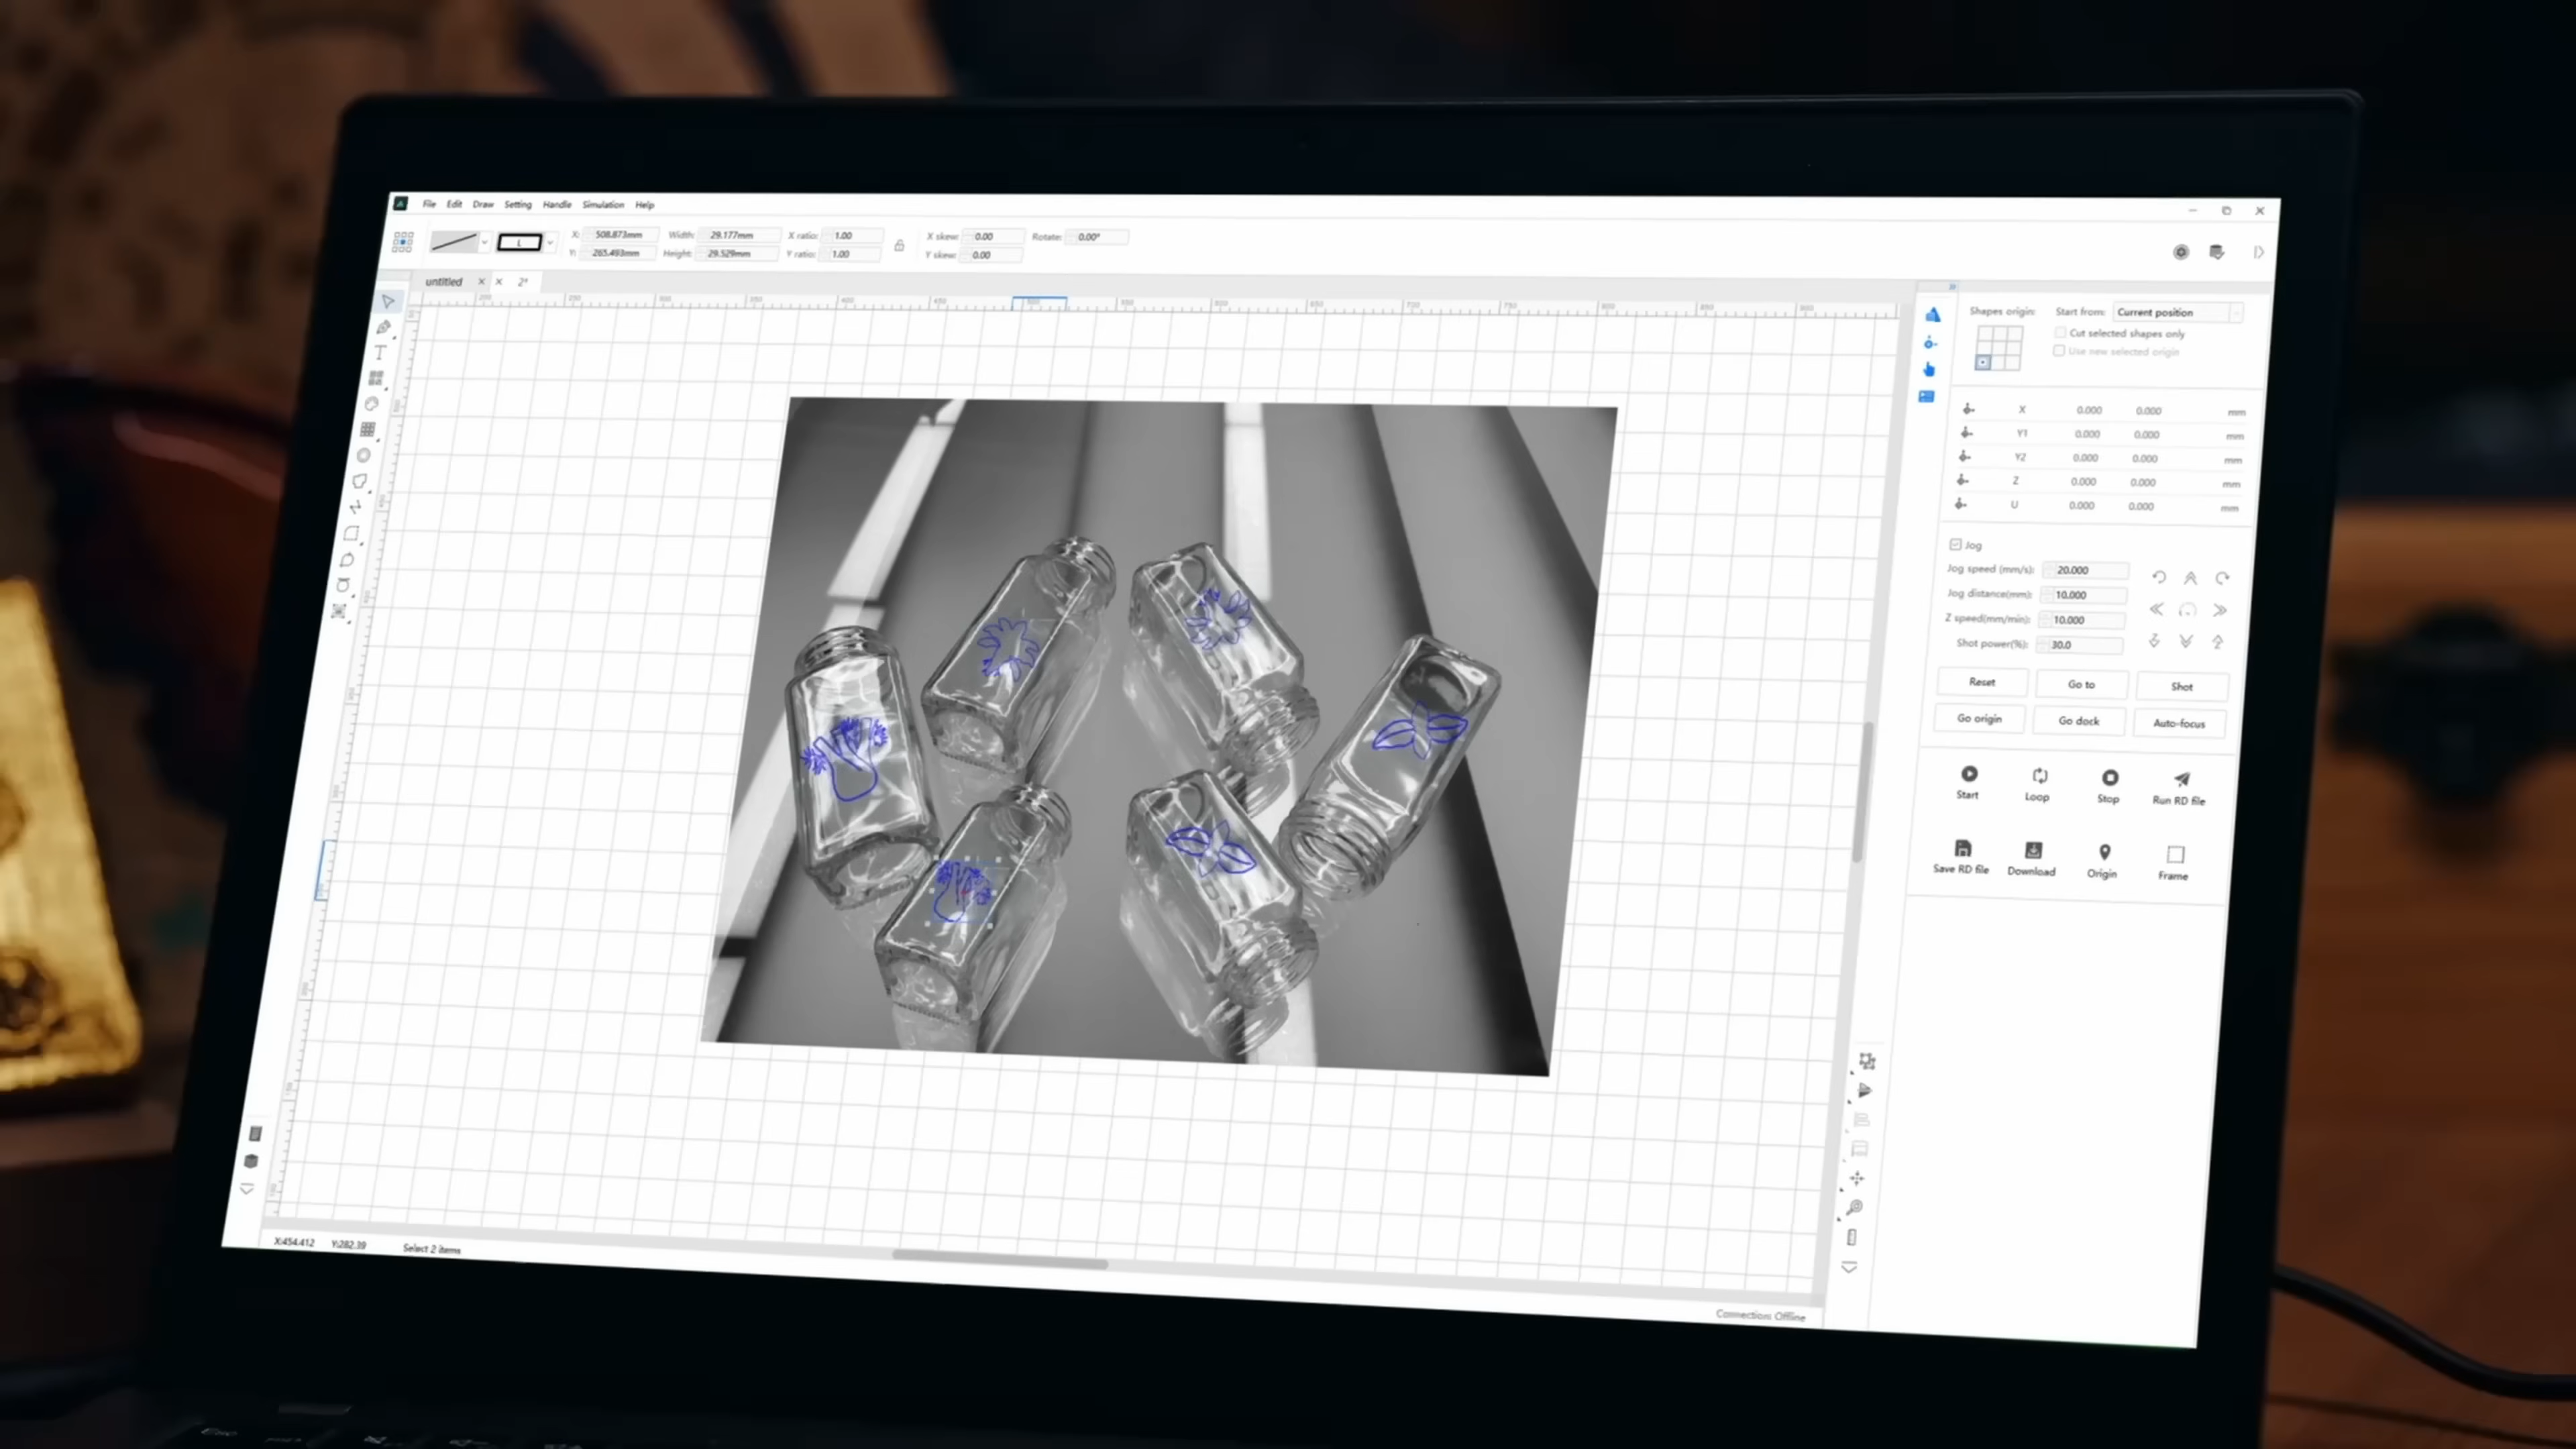 File Edit Draw Setting Handle Simulation Help
L
X: 508.873mm Width: 29.177mm X ratio: 1.00 X skew: 0.00 Rotate: 0.00°
Y: 265.493mm Height: 29.529mm Y ratio: 1.00 Y skew: 0.00
untitled 2*
Shapes origin: Start from: Current position
Cut selected shapes only
Use new selected origin
X 0.000 0.000 mm
Y1 0.000 0.000 mm
Y2 0.000 0.000 mm
Z 0.000 0.000 mm
U 0.000 0.000 mm
Jog
Jog speed (mm/s): 20.000
Jog distance(mm): 10.000
Z speed(mm/min): 10.000
Shot power(%): 30.0
Reset Go to Shot
Go origin Go dock Auto-focus
Start Loop Stop Run RD file
Save RD file Download Origin Frame
X:454.412 Y:282.39 Select 2 items
Connection: Offline
Esc